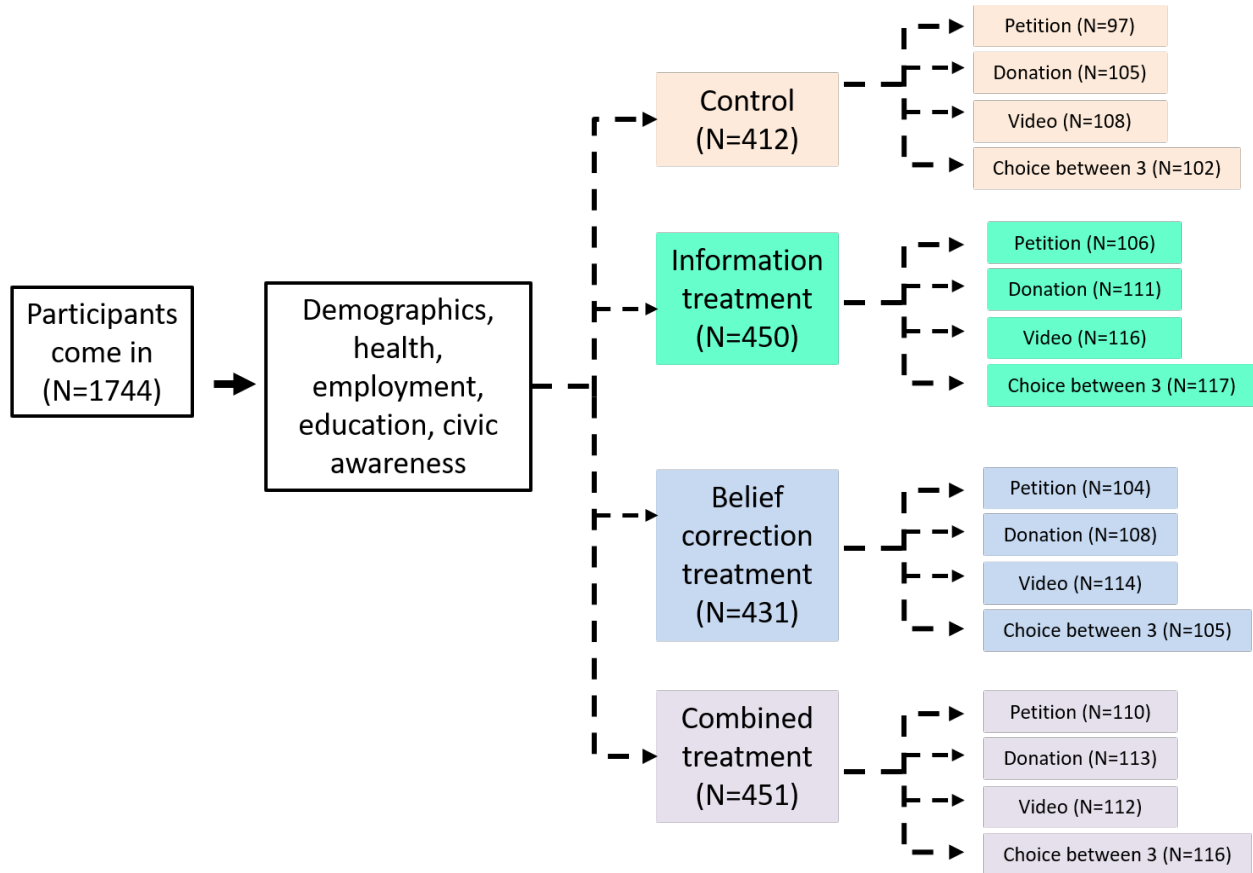 Participants
come in
(N=1744)
Demographics,
health,
employment,
education, civic
awareness
Control
(N=412)
Petition (N=97)
Donation (N=105)
Video (N=108)
Choice between 3 (N=102)
Information
treatment
(N=450)
Petition (N=106)
Donation (N=111)
Video (N=116)
Choice between 3 (N=117)
Belief
correction
treatment
(N=431)
Petition (N=104)
Donation (N=108)
Video (N=114)
Choice between 3 (N=105)
Combined
treatment
(N=451)
Petition (N=110)
Donation (N=113)
Video (N=112)
Choice between 3 (N=116)